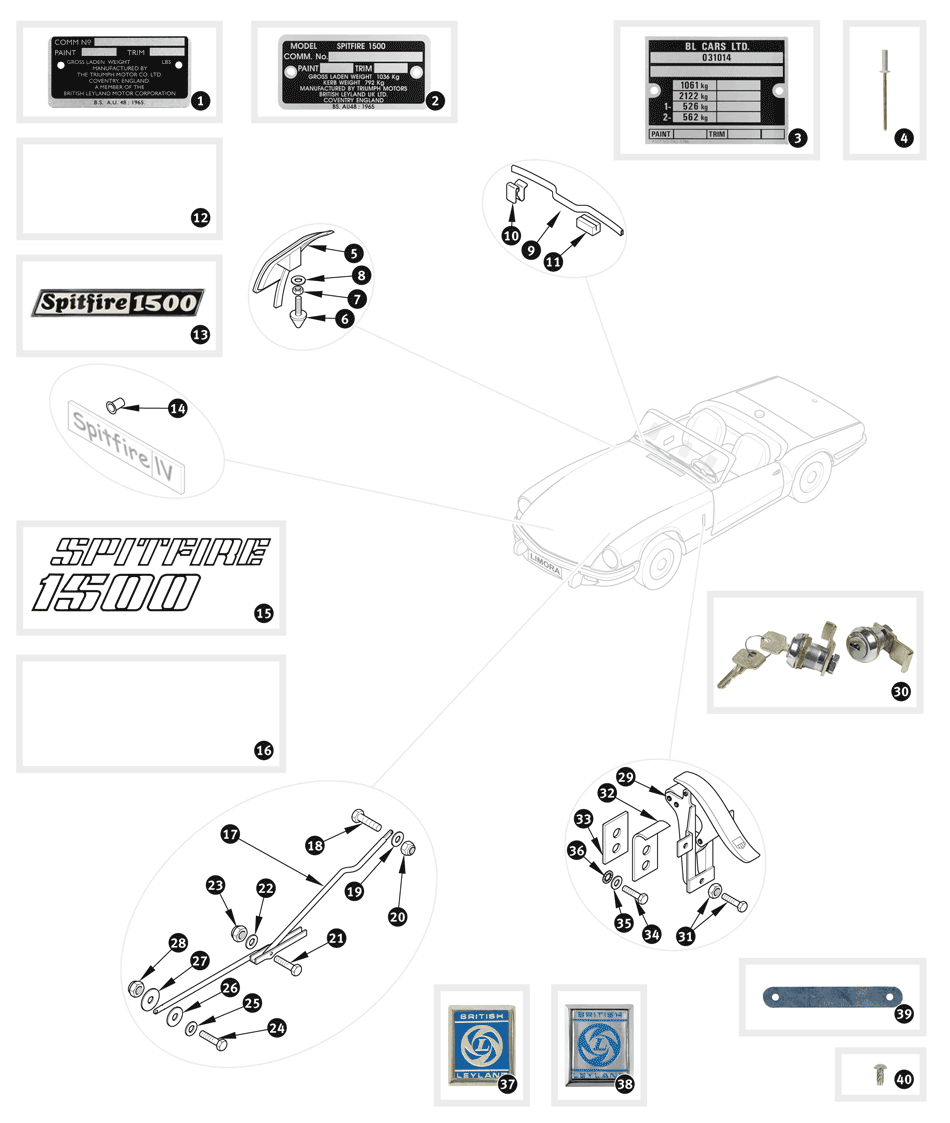 COMM Nº
PAINT TRIM
GROSS LADEN WEIGHT LBS
MANUFACTURED BY
THE TRIUMPH MOTOR CO LTD.
COVENTRY, ENGLAND
A MEMBER OF THE
BRITISH LEYLAND MOTOR CORPORATION
B.S. A.U. 48 : 1965
1
MODEL SPITFIRE 1500
COMM. No.
PAINT TRIM
GROSS LADEN WEIGHT 1036 Kg
KERB WEIGHT 792 Kg
MANUFACTURED BY TRIUMPH MOTORS
BRITISH LEYLAND UK LTD.
COVENTRY ENGLAND
BS. AU48 : 1965
2
BL CARS LTD.
031014
1061 kg
2122 kg
1- 526 kg
2- 562 kg
PAINT TRIM
3
4
12
10
9
11
5
8
7
6
Spitfire 1500
13
14
Spitfire IV
LIMORA
SPITFIRE
1500
15
30
16
29
32
33
36
35
34
31
17
18
19
20
23
22
21
28
27
26
25
24
BRITISH
L
LEYLAND
37
BRITISH
L
LEYLAND
38
39
40